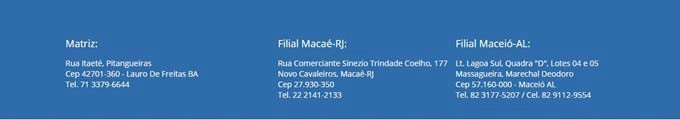 Matriz:
Rua Itaeté, Pitangueiras
Cep 42701-360 - Lauro De Freitas BA
Tel. 71 3379-6644
Filial Macaé-RJ:
Rua Comerciante Sinezio Trindade Coelho, 177
Novo Cavaleiros, Macaé-RJ
Cep 27.930-350
Tel. 22 2141-2133
Filial Maceió-AL:
Lt. Lagoa Sul, Quadra "D", Lotes 04 e 05
Massagueira, Marechal Deodoro
Cep 57.160-000 - Maceió AL
Tel. 82 3177-5207 / Cel. 82 9112-9554